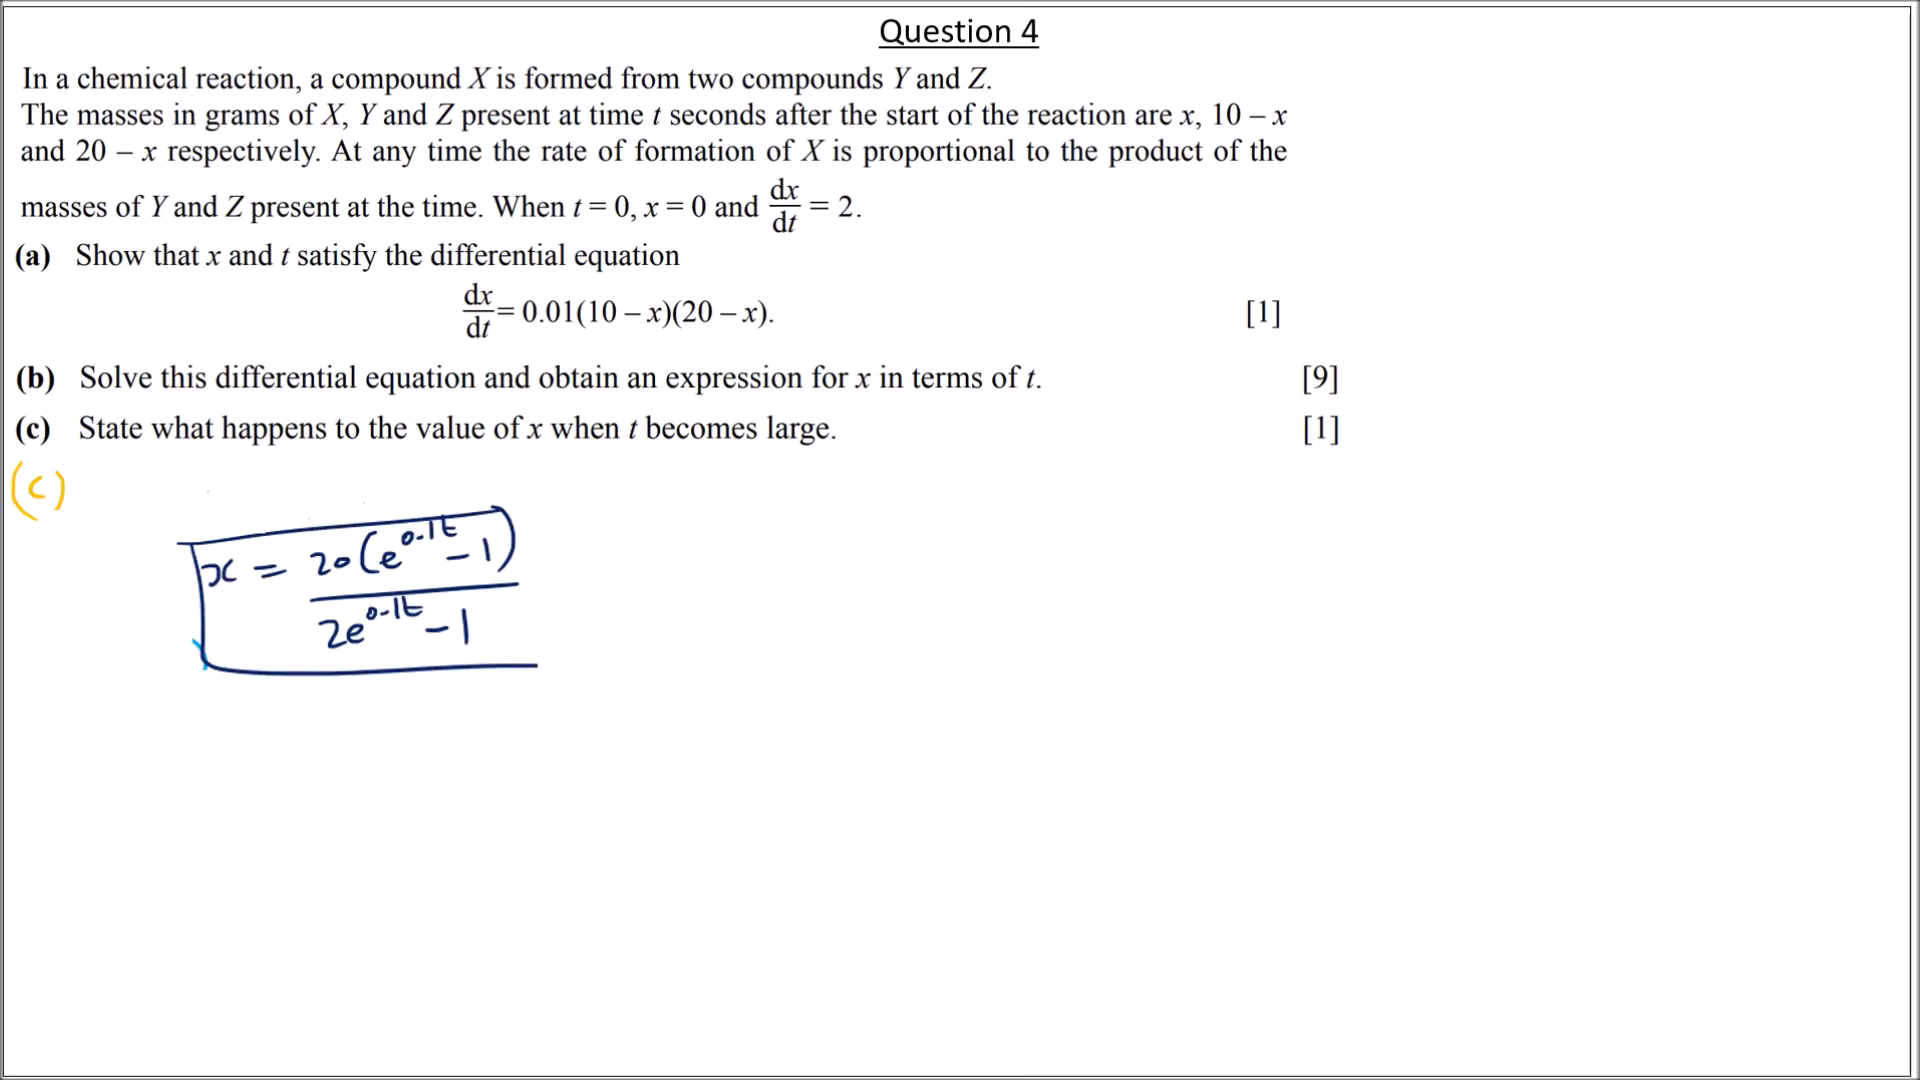 Question 4
In a chemical reaction, a compound X is formed from two compounds Y and Z.
The masses in grams of X, Y and Z present at time t seconds after the start of the reaction are x, 10 – x
and 20 – x respectively. At any time the rate of formation of X is proportional to the product of the
masses of Y and Z present at the time. When t = 0, x = 0 and dx/dt = 2.
(a) Show that x and t satisfy the differential equation
dx/dt = 0.01(10 – x)(20 – x). [1]
(b) Solve this differential equation and obtain an expression for x in terms of t. [9]
(c) State what happens to the value of x when t becomes large. [1]
(c)
x = 20(e^0.1t - 1)
2e^0.1t - 1